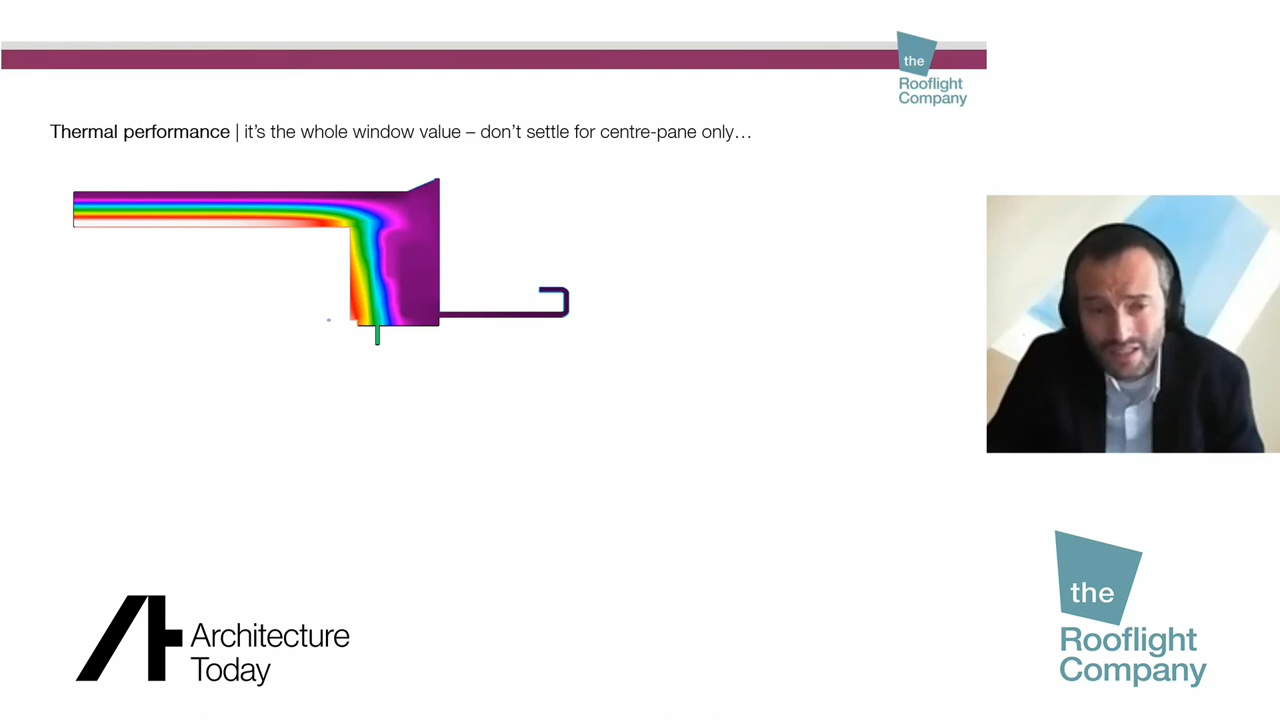 the
Rooflight
Company
Thermal performance | it's the whole window value – don't settle for centre-pane only…
Architecture
Today
the
Rooflight
Company